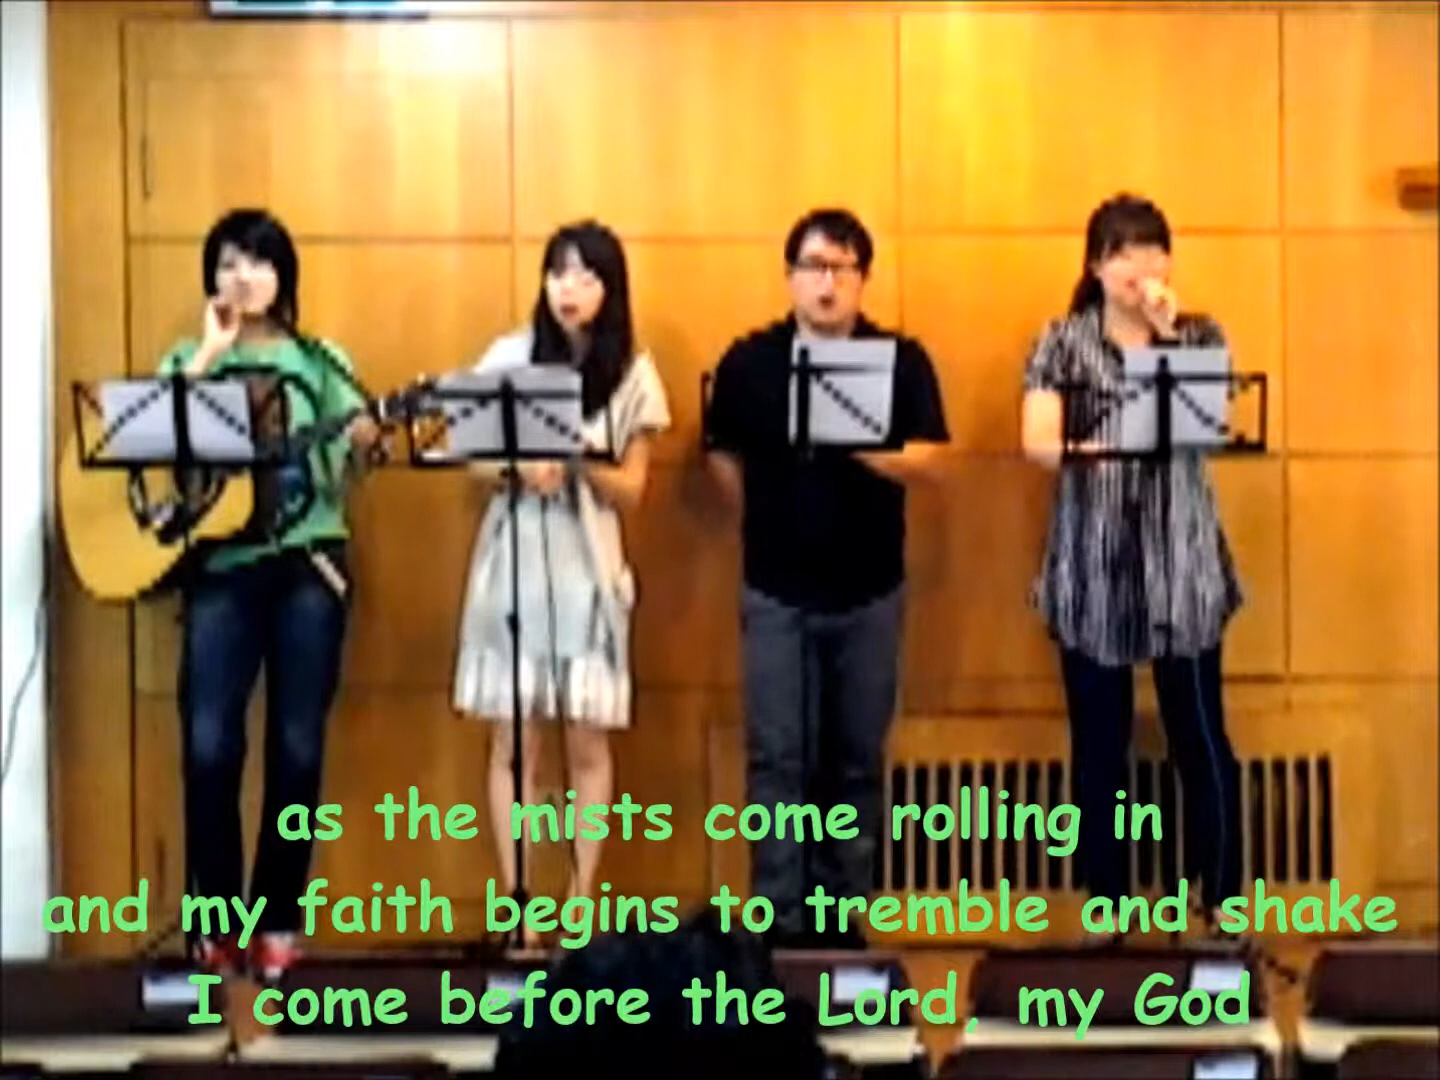 as the mists come rolling in
and my faith begins to tremble and shake
I come before the Lord, my God